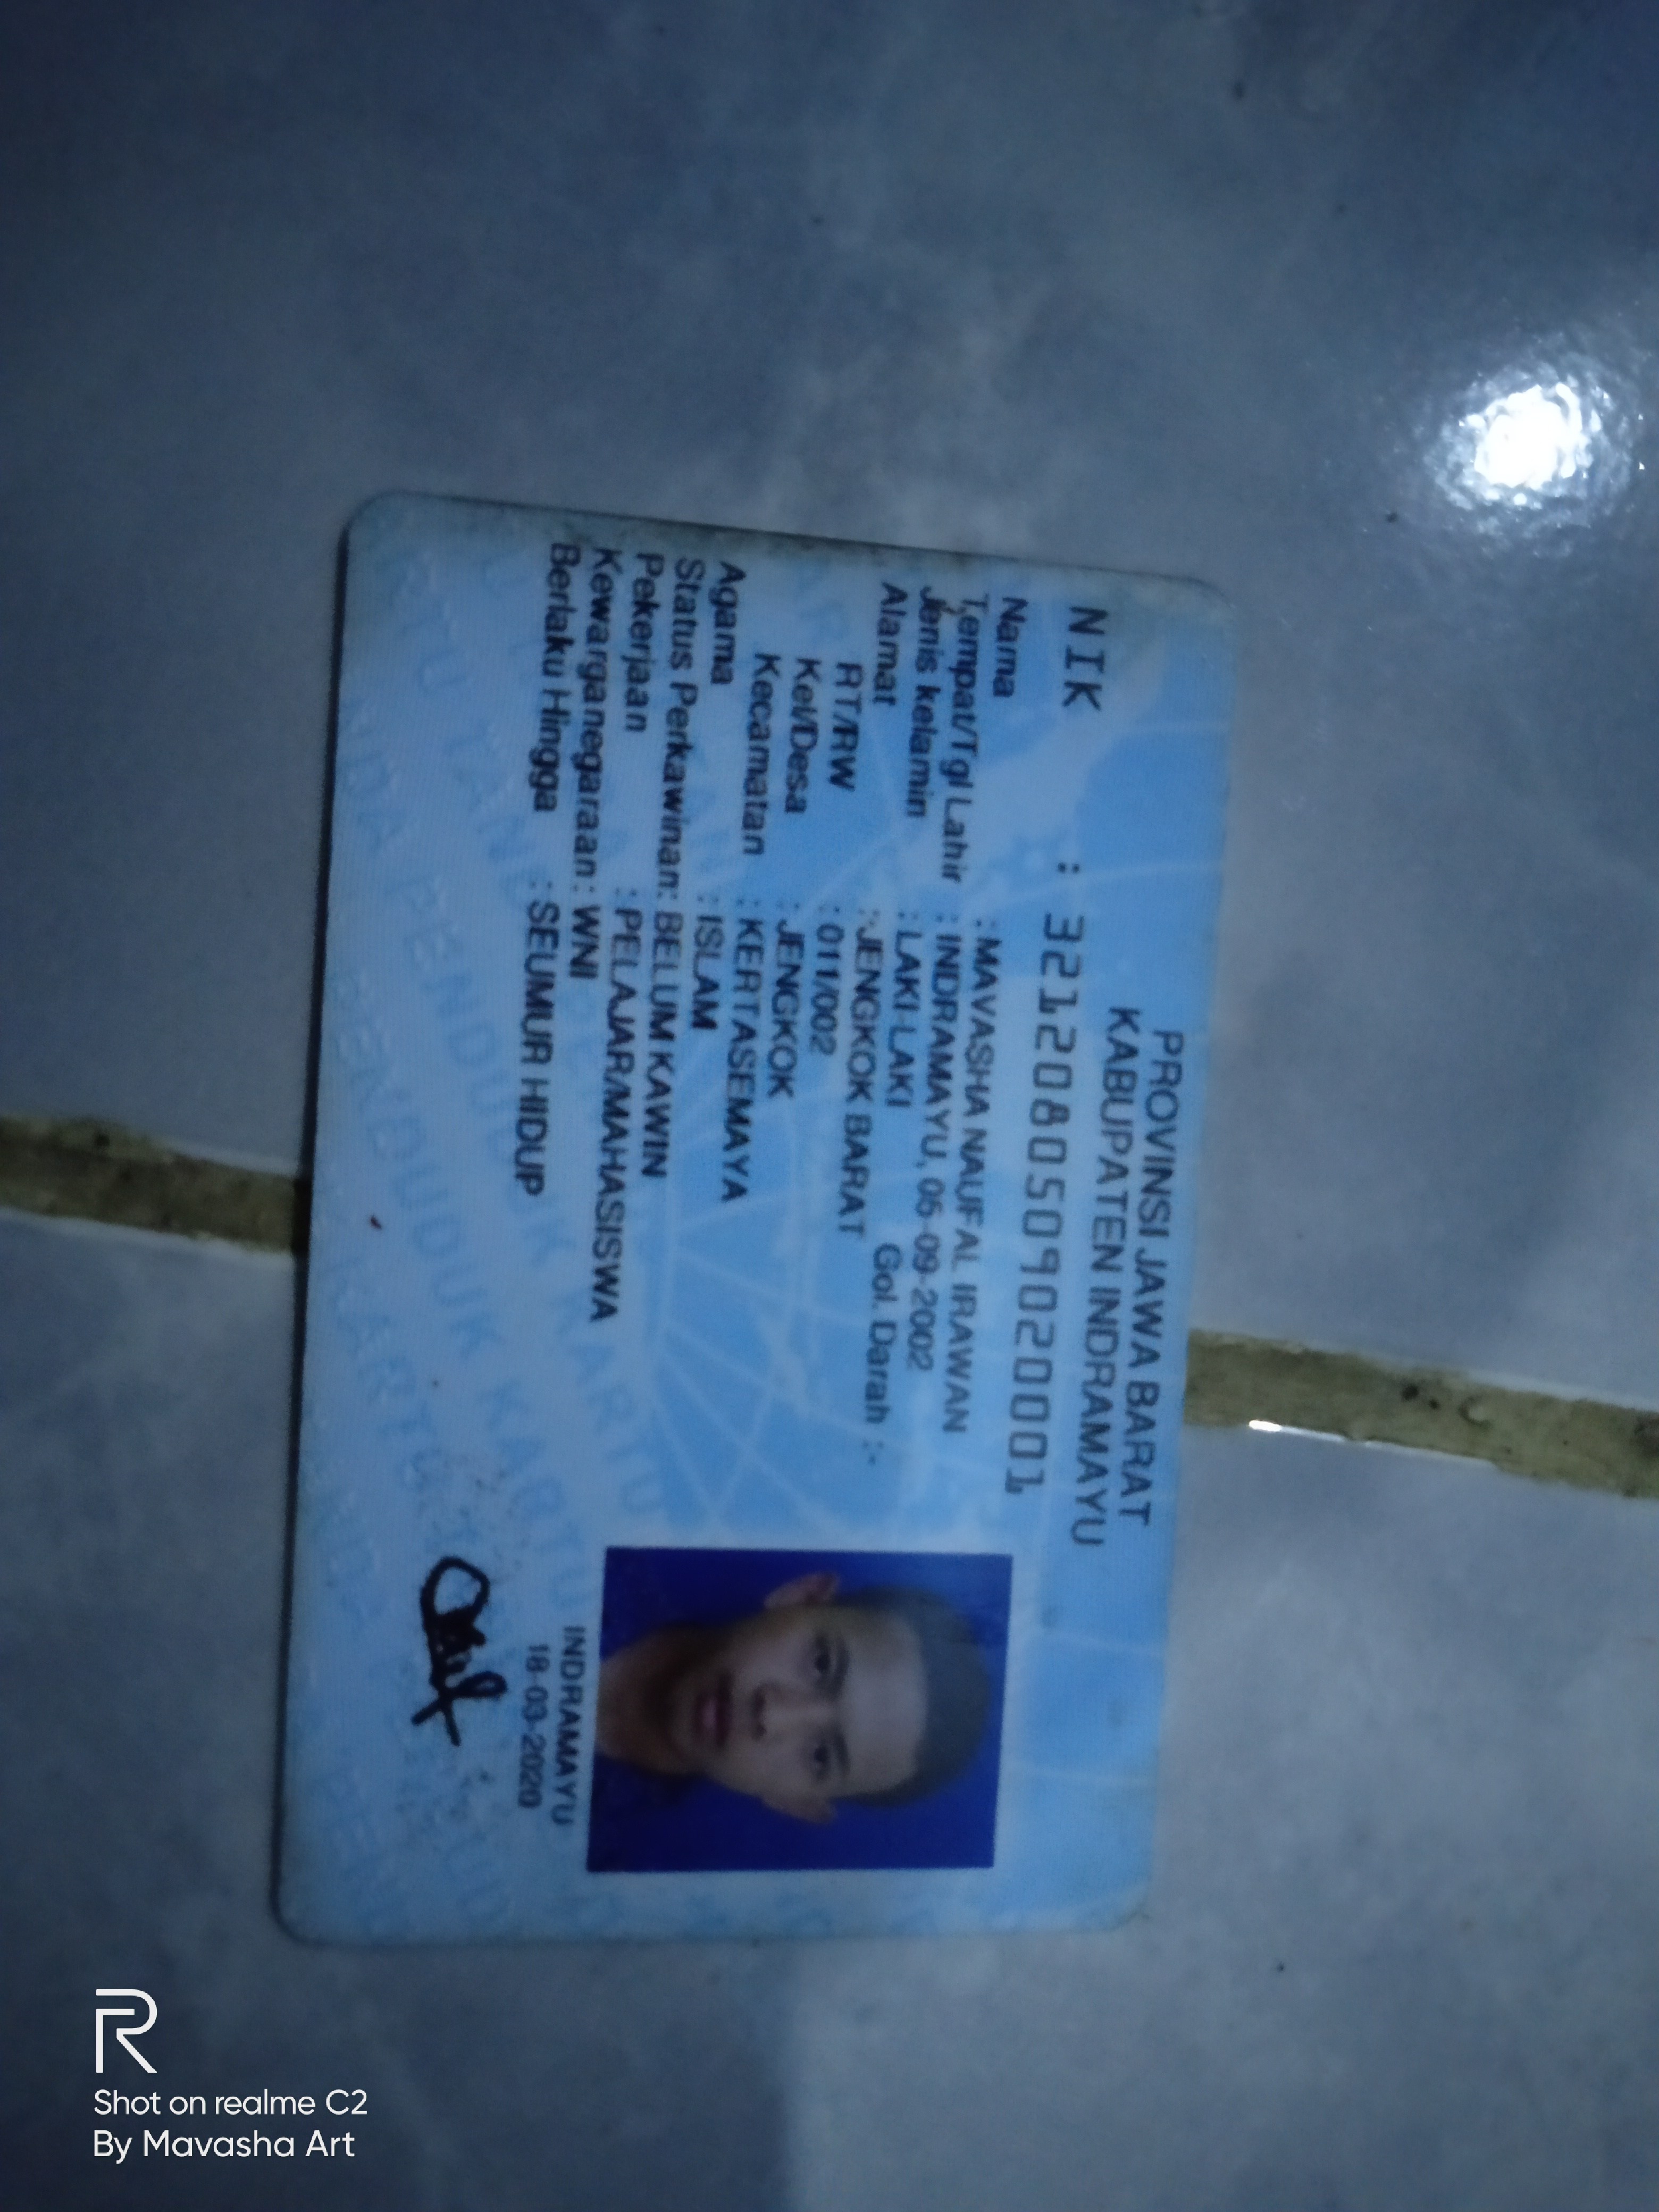 PROVINSI JAWA BARAT
KABUPATEN INDRAMAYU
NIK : 3212080509020001
Nama : MAVASHA NAUFAL IRAWAN
Tempat/Tgl Lahir : INDRAMAYU, 05-09-2002
Jenis kelamin : LAKI-LAKI Gol. Darah : -
Alamat : JENGKOK BARAT
RT/RW : 011/002
Kel/Desa : JENGKOK
Kecamatan : KERTASEMAYA
Agama : ISLAM
Status Perkawinan: BELUM KAWIN
Pekerjaan : PELAJAR/MAHASISWA
Kewarganegaraan: WNI
Berlaku Hingga : SEUMUR HIDUP
INDRAMAYU
18-03-2020
Shot on realme C2
By Mavasha Art